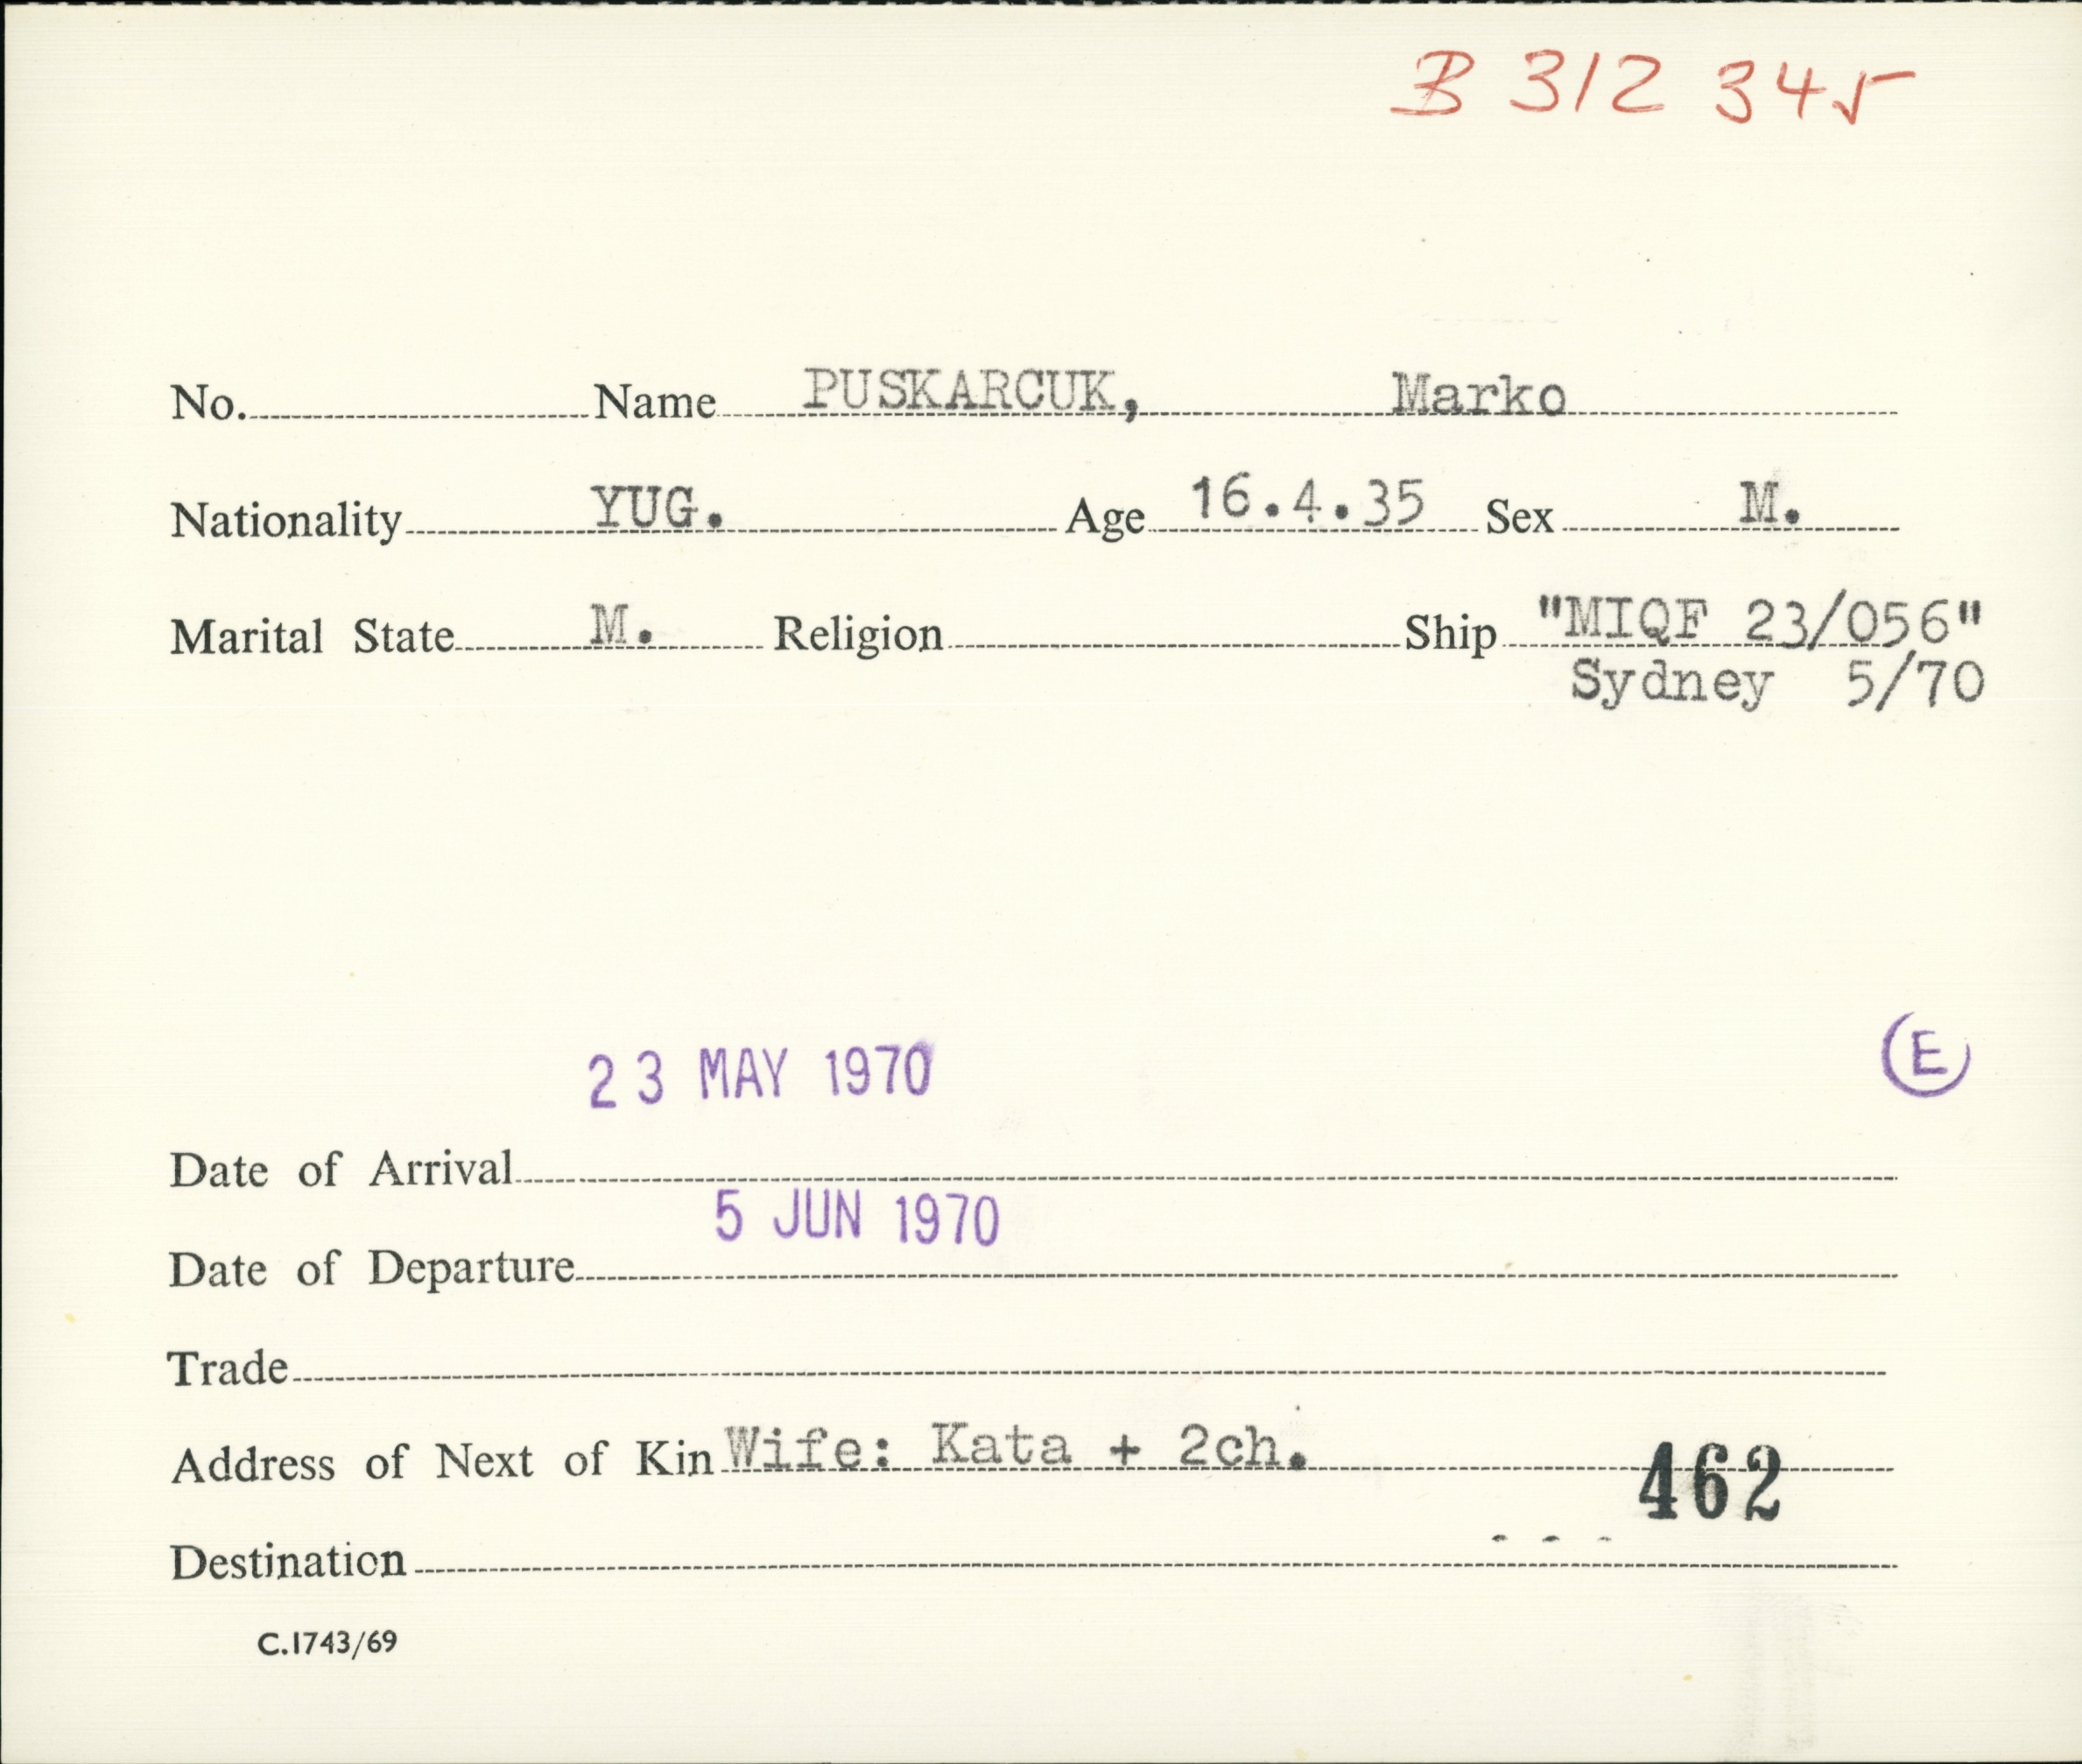 B 312 345
No. Name PUSKARCUK, Marko
Nationality YUG. Age 16.4.35 Sex M.
Marital State M. Religion Ship "MIQF 23/056"
Sydney 5/70
E
23 MAY 1970
Date of Arrival
5 JUN 1970
Date of Departure
Trade
Address of Next of Kin Wife: Kata + 2ch.
462
Destination
C.1743/69